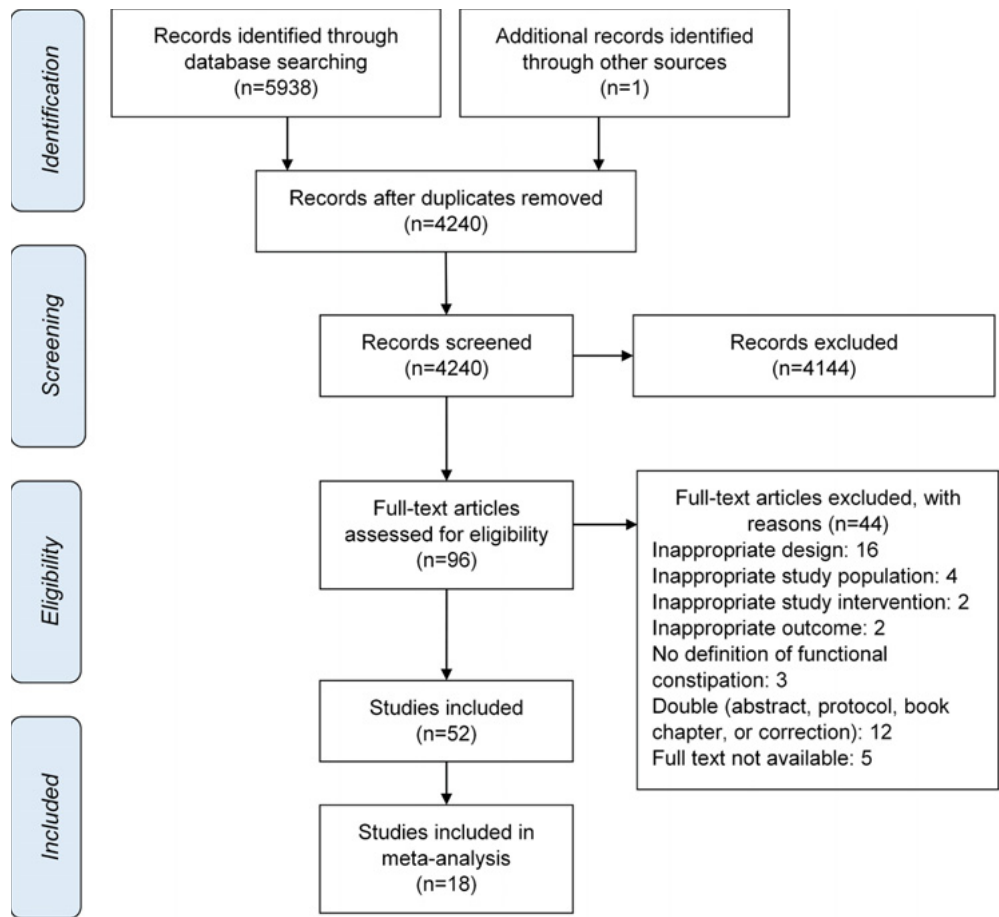 Identification
Records identified through
database searching
(n=5938)
Additional records identified
through other sources
(n=1)
Records after duplicates removed
(n=4240)
Screening
Records screened
(n=4240)
Records excluded
(n=4144)
Eligibility
Full-text articles
assessed for eligibility
(n=96)
Full-text articles excluded, with
reasons (n=44)
Inappropriate design: 16
Inappropriate study population: 4
Inappropriate study intervention: 2
Inappropriate outcome: 2
No definition of functional
constipation: 3
Double (abstract, protocol, book
chapter, or correction): 12
Full text not available: 5
Included
Studies included
(n=52)
Studies included in
meta-analysis
(n=18)